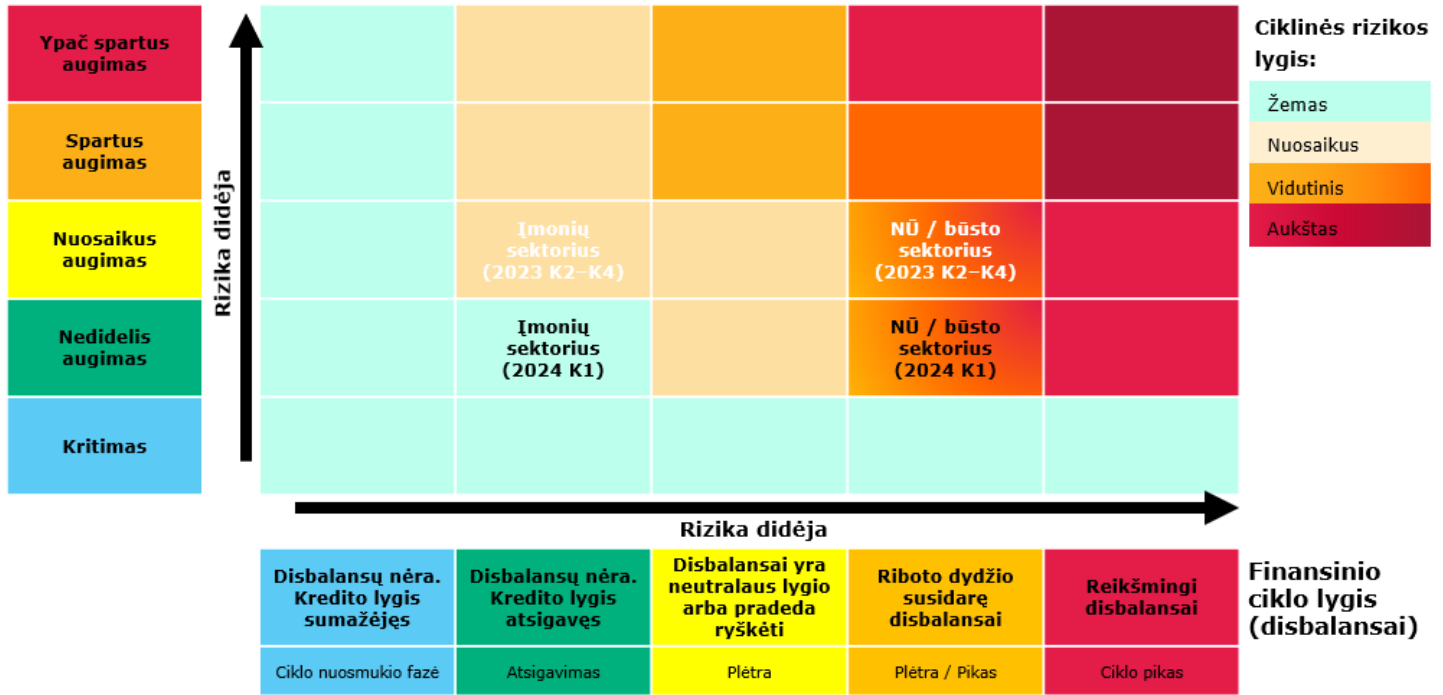 Ypač spartus
augimas
Spartus
augimas
Nuosaikus
augimas
Nedidelis
augimas
Kritimas
Rizika didėja
Įmonių
sektorius
(2023 K2–K4)
NŪ / būsto
sektorius
(2023 K2–K4)
Įmonių
sektorius
(2024 K1)
NŪ / būsto
sektorius
(2024 K1)
Ciklinės rizikos
lygis:
Žemas
Nuosaikus
Vidutinis
Aukštas
Rizika didėja
Disbalansų nėra.
Kredito lygis
sumažėjęs
Disbalansų nėra.
Kredito lygis
atsigavęs
Disbalansai yra
neutralaus lygio
arba pradeda
ryškėti
Riboto dydžio
susidarę
disbalansai
Reikšmingi
disbalansai
Finansinio
ciklo lygis
(disbalansai)
Ciklo nuosmukio fazė
Atsigavimas
Plėtra
Plėtra / Pikas
Ciklo pikas